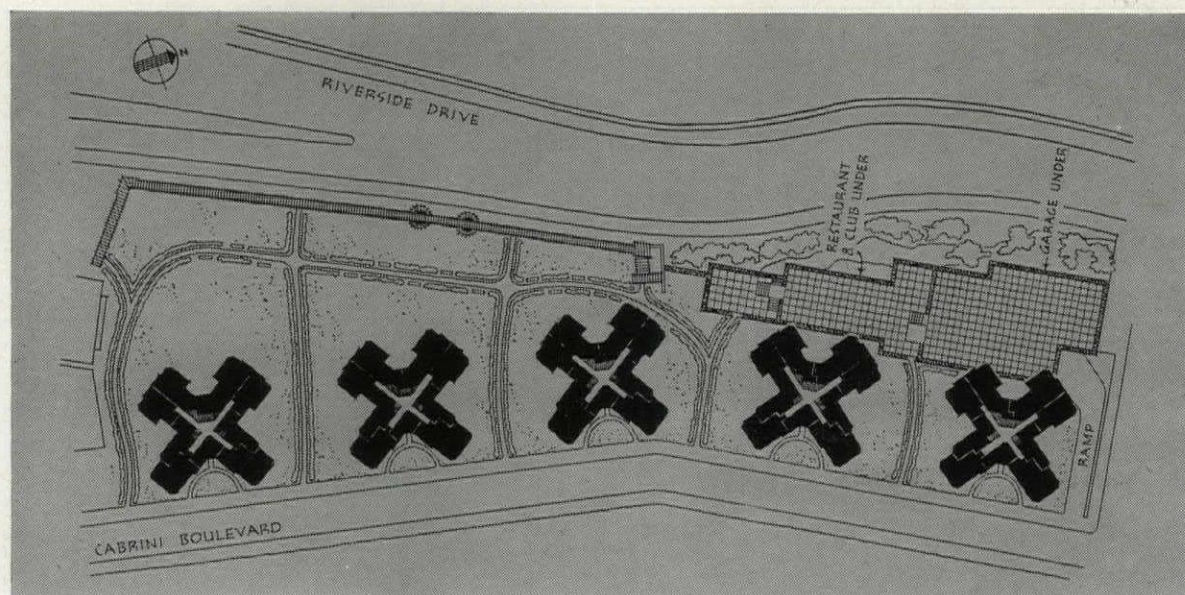 N
RIVERSIDE DRIVE
RESTAURANT
& CLUB UNDER
GARAGE UNDER
RAMP
CABRINI BOULEVARD